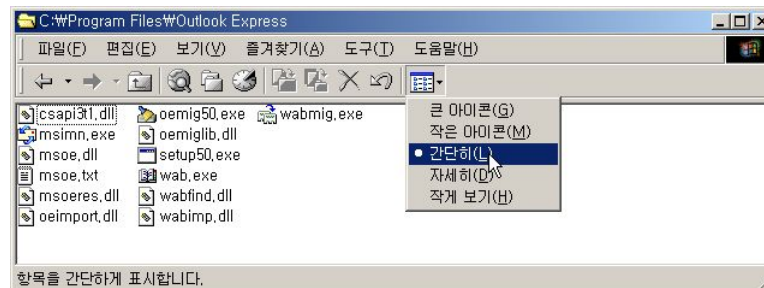 C:₩Program Files₩Outlook Express
파일(F) 편집(E) 보기(V) 즐겨찾기(A) 도구(T) 도움말(H)
csapi3t1.dll oemig50.exe wabmig.exe
msimn.exe oemiglib.dll
msoe.dll setup50.exe
msoe.txt wab.exe
msoeres.dll wabfind.dll
oeimport.dll wabimp.dll
큰 아이콘(G)
작은 아이콘(M)
간단히(L)
자세히(D)
작게 보기(H)
항목을 간단하게 표시합니다.